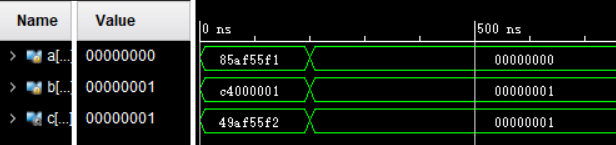 Name Value 0 ns 500 ns
a[...] 00000000 85af55f1 00000000
b[...] 00000001 c4000001 00000001
c[...] 00000001 49af55f2 00000001